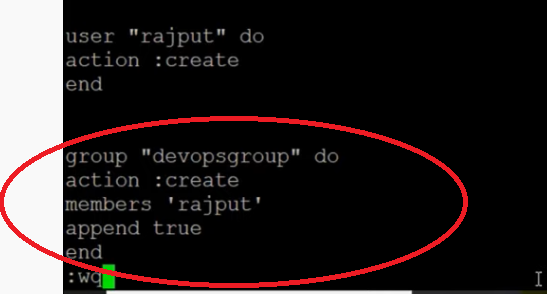 user "rajput" do
action :create
end
group "devopsgroup" do
action :create
members 'rajput'
append true
end
:wq